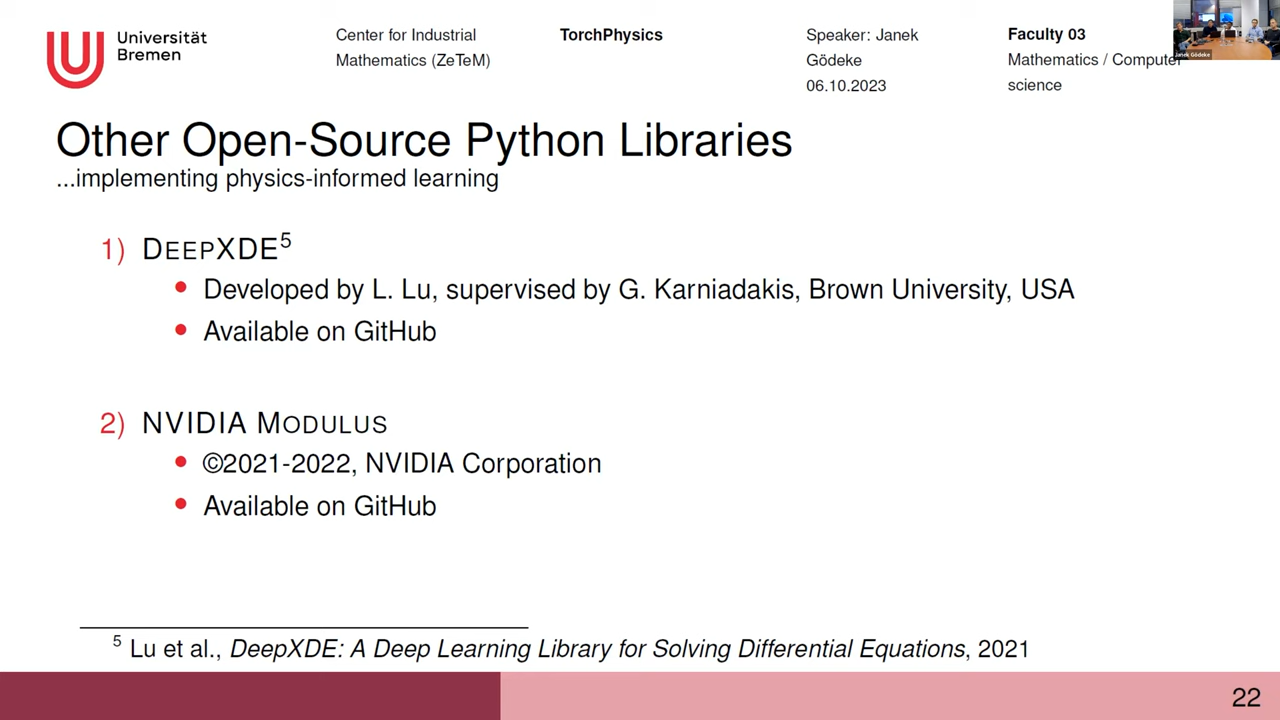 Universität
Bremen
Center for Industrial
Mathematics (ZeTeM)
TorchPhysics
Speaker: Janek
Gödeke
06.10.2023
Faculty 03
Mathematics / Computer
science
Janek Gödeke
Other Open-Source Python Libraries
...implementing physics-informed learning
1) DEEPXDE5
• Developed by L. Lu, supervised by G. Karniadakis, Brown University, USA
• Available on GitHub
2) NVIDIA MODULUS
• ©2021-2022, NVIDIA Corporation
• Available on GitHub
5 Lu et al., DeepXDE: A Deep Learning Library for Solving Differential Equations, 2021
22